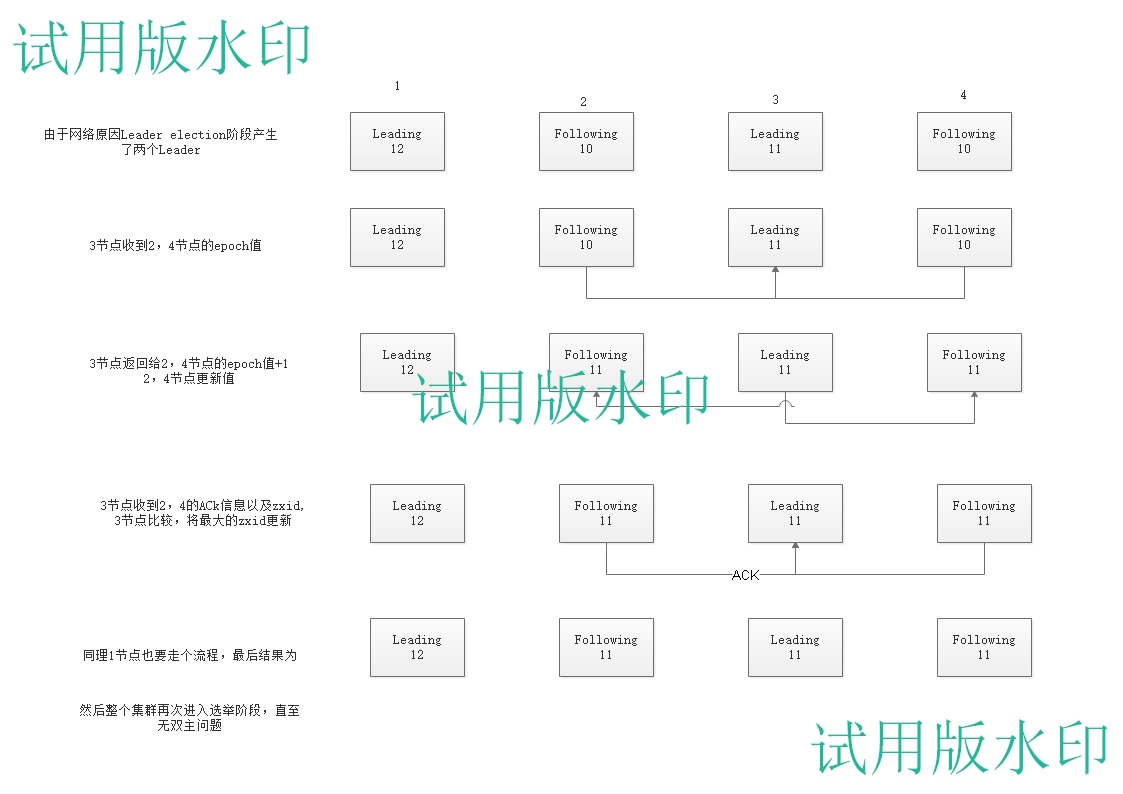 试用版水印
1
2
3
4
由于网络原因Leader election阶段产生
了两个Leader
Leading
12
Following
10
Leading
11
Following
10
3节点收到2，4节点的epoch值
Leading
12
Following
10
Leading
11
Following
10
3节点返回给2，4节点的epoch值+1
2，4节点更新值
Leading
12
Following
11
Leading
11
Following
11
试用版水印
3节点收到2，4的ACk信息以及zxid,
3节点比较，将最大的zxid更新
Leading
12
Following
11
Leading
11
Following
11
ACK
同理1节点也要走个流程，最后结果为
Leading
12
Following
11
Leading
11
Following
11
然后整个集群再次进入选举阶段，直至
无双主问题
试用版水印